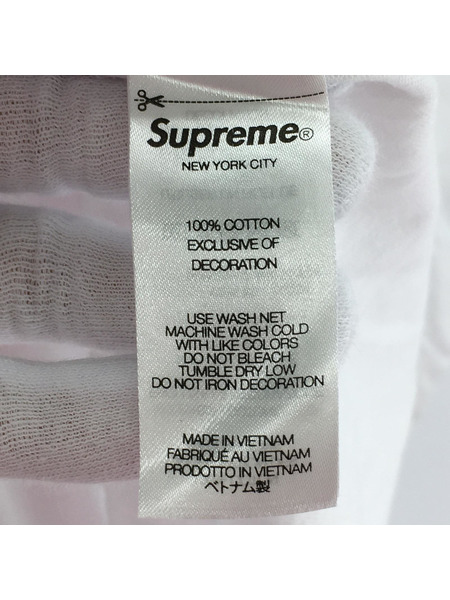 Supreme®
NEW YORK CITY
100% COTTON
EXCLUSIVE OF
DECORATION
USE WASH NET
MACHINE WASH COLD
WITH LIKE COLORS
DO NOT BLEACH
TUMBLE DRY LOW
DO NOT IRON DECORATION
MADE IN VIETNAM
FABRIQUÉ AU VIETNAM
PRODOTTO IN VIETNAM
ベトナム製